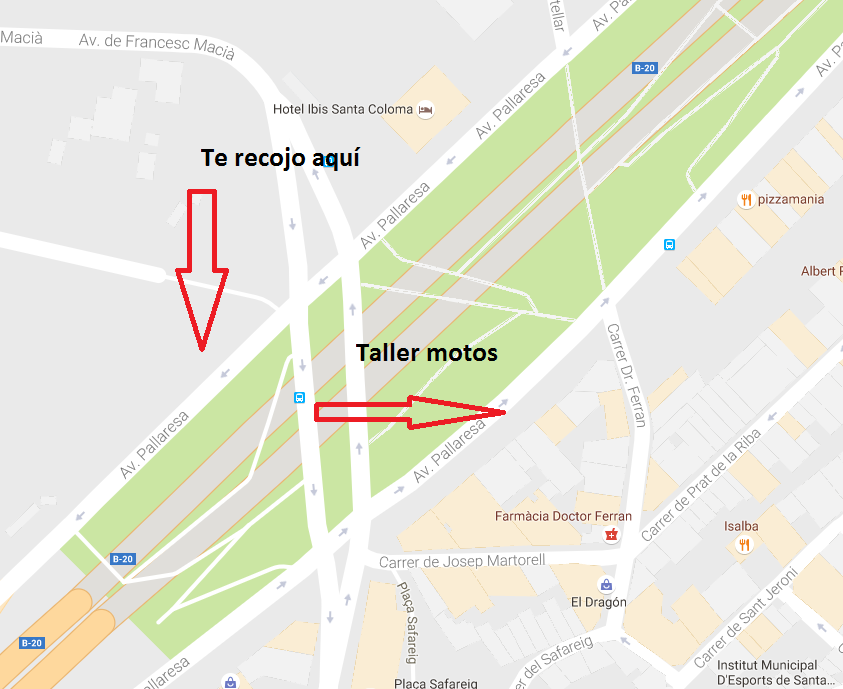 Macià
Av. de Francesc Macià
tellar
Av. Pa
B-20
Av. Pallaresa
Hotel Ibis Santa Coloma
Te recojo aquí
Av. Pallaresa
pizzamania
Albert
Taller motos
Carrer Dr. Ferran
Av. Pallaresa
Av. Pallaresa
Carrer de Prat de la Riba
Farmàcia Doctor Ferran
Isalba
B-20
Carrer de Josep Martorell
El Dragón
Plaça Safareig
Carrer de Sant Jeroni
B-20
er del Safareig
Pallaresa
Plaça Safareig
Institut Municipal
D'Esports de Santa...